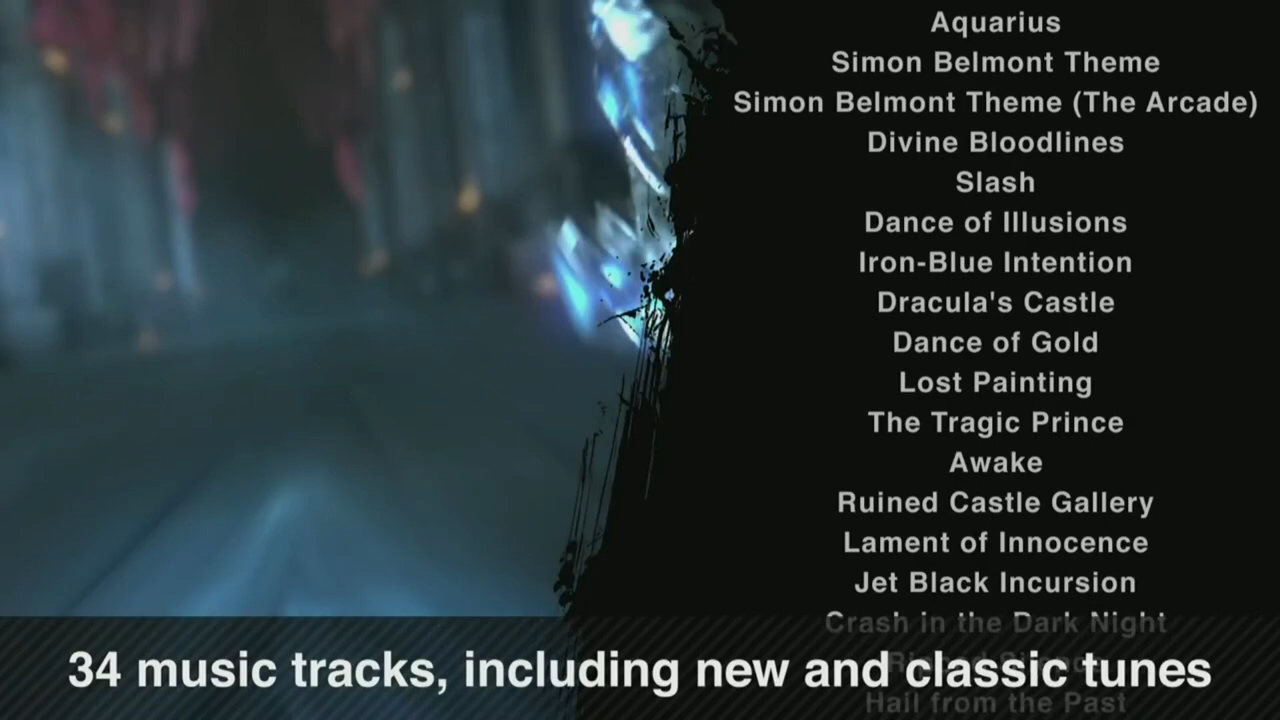 Aquarius
Simon Belmont Theme
Simon Belmont Theme (The Arcade)
Divine Bloodlines
Slash
Dance of Illusions
Iron-Blue Intention
Dracula's Castle
Dance of Gold
Lost Painting
The Tragic Prince
Awake
Ruined Castle Gallery
Lament of Innocence
Jet Black Incursion
Crash in the Dark Night
34 music tracks, including new and classic tunes
Hail from the Past